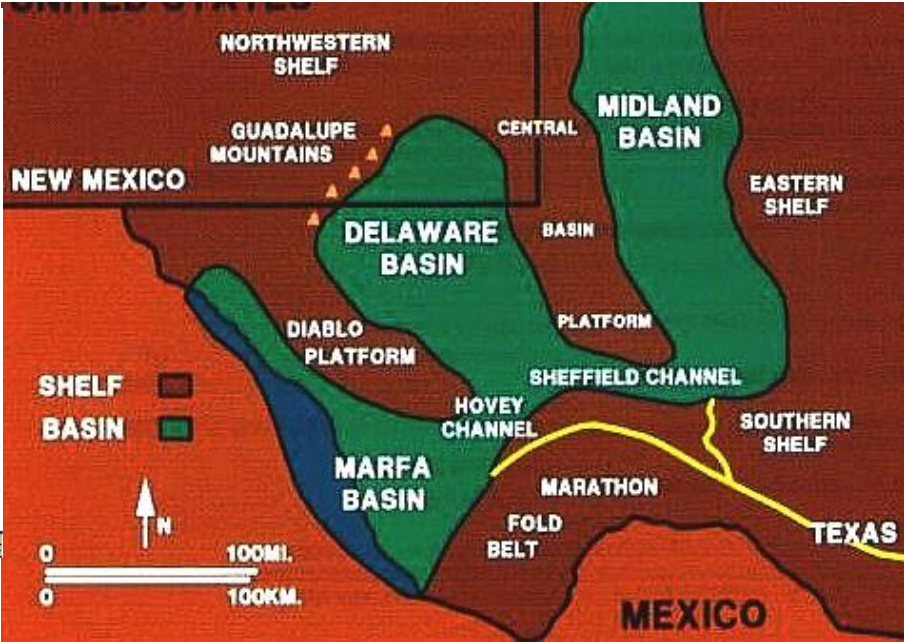 UNITED STATES
NORTHWESTERN
SHELF
MIDLAND
BASIN
CENTRAL
GUADALUPE
MOUNTAINS
NEW MEXICO
EASTERN
SHELF
DELAWARE
BASIN
BASIN
DIABLO
PLATFORM
PLATFORM
SHEFFIELD CHANNEL
SHELF
BASIN
HOVEY
CHANNEL
SOUTHERN
SHELF
MARFA
BASIN
MARATHON
FOLD
BELT
TEXAS
N
0 100MI.
0 100KM.
MEXICO